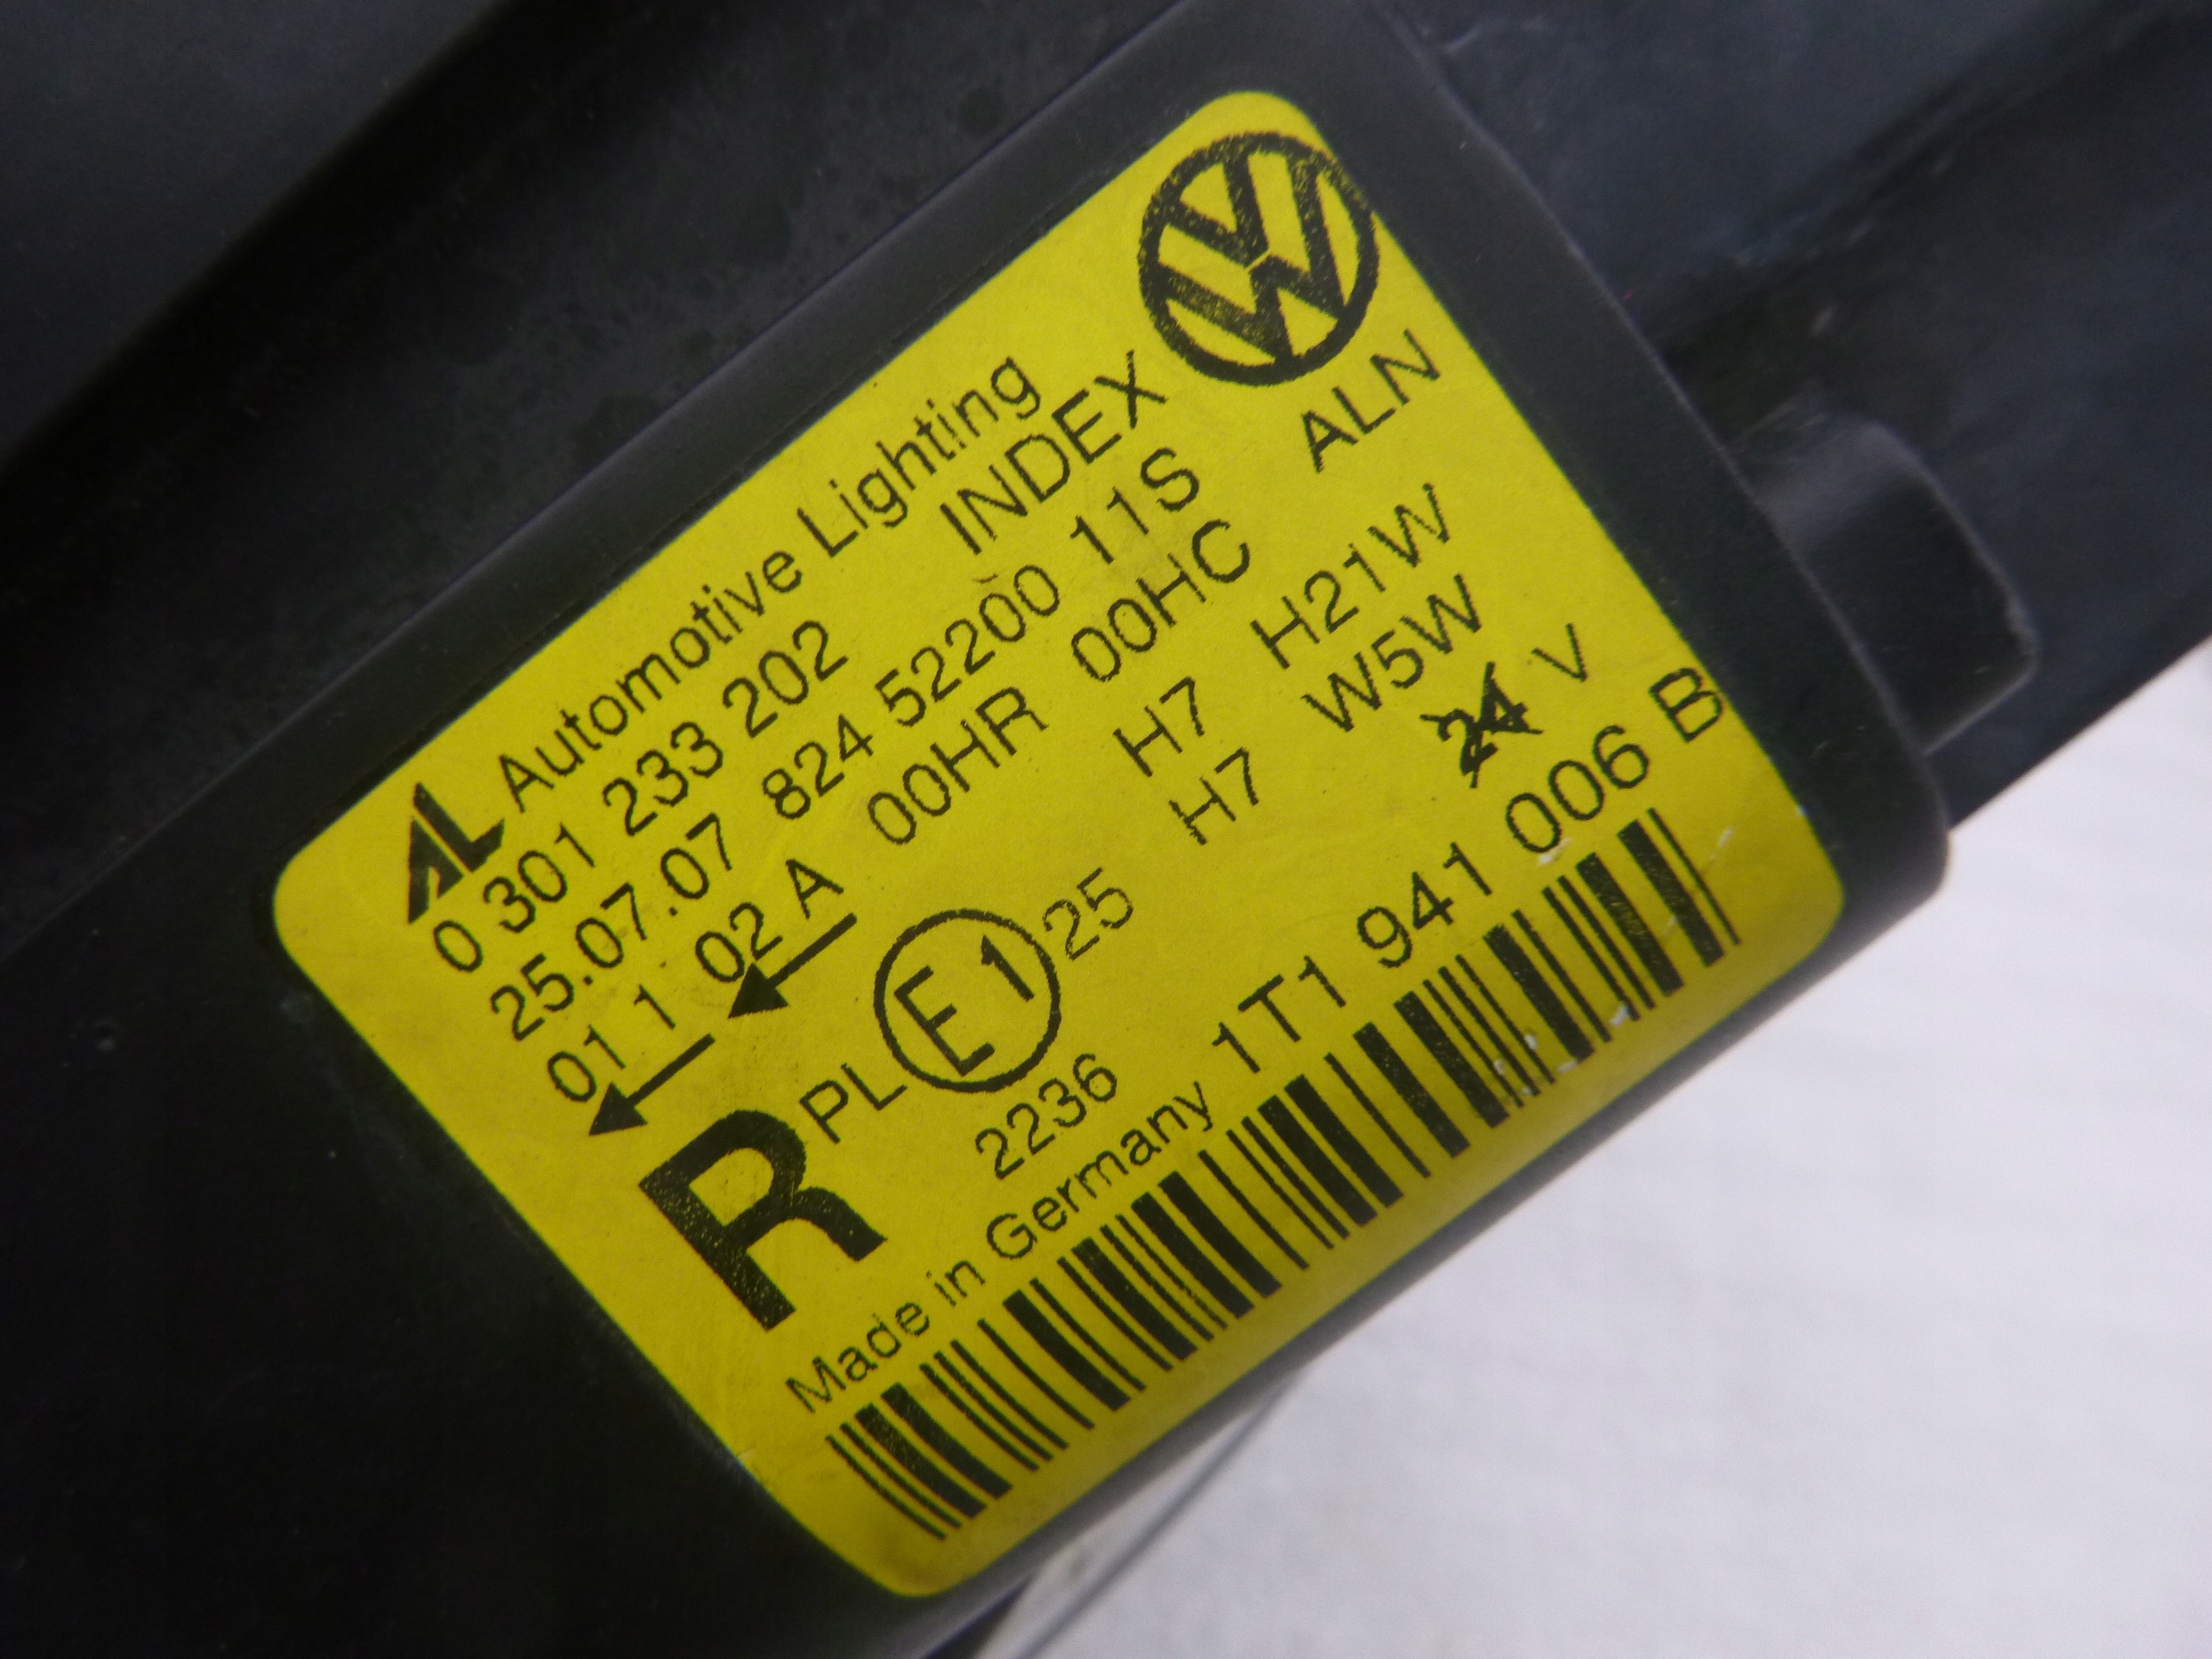 AL Automotive Lighting
0 301 233 202 INDEX ALN
25.07.07 824 52200 11S
01 1 02 A 00HR 00HC
R PL E1 25 H7 H21W
2236 H7 W5W
24 V
Made in Germany 1T1 941 006 B